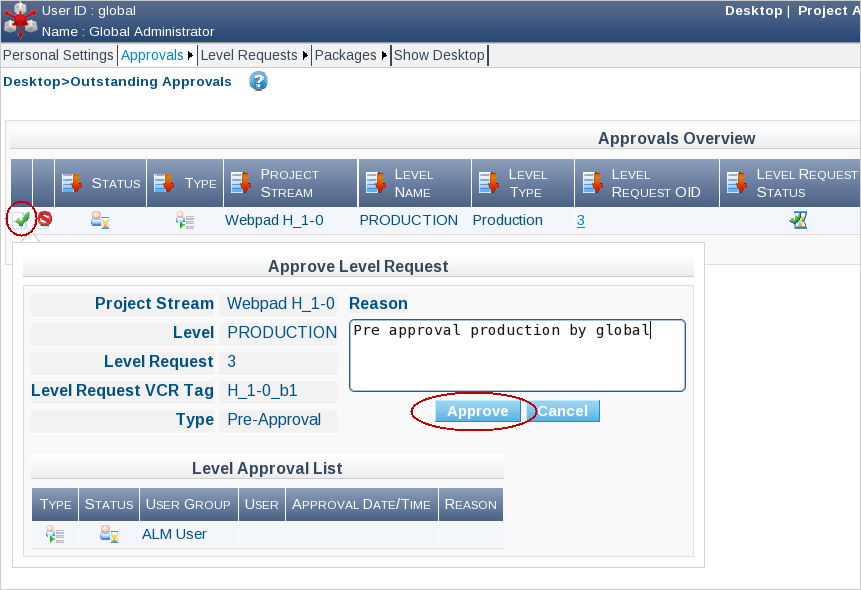 User ID : global
Desktop | Project A
Name : Global Administrator
Personal Settings Approvals Level Requests Packages Show Desktop
Desktop>Outstanding Approvals
Approvals Overview
Status Type Project Stream Level Name Level Type Level Request OID Level Request Status
Webpad H_1-0 PRODUCTION Production 3
Approve Level Request
Project Stream Webpad H_1-0
Level PRODUCTION
Level Request 3
Level Request VCR Tag H_1-0_b1
Type Pre-Approval
Reason
Pre approval production by global
Approve Cancel
Level Approval List
Type Status User Group User Approval Date/Time Reason
ALM User